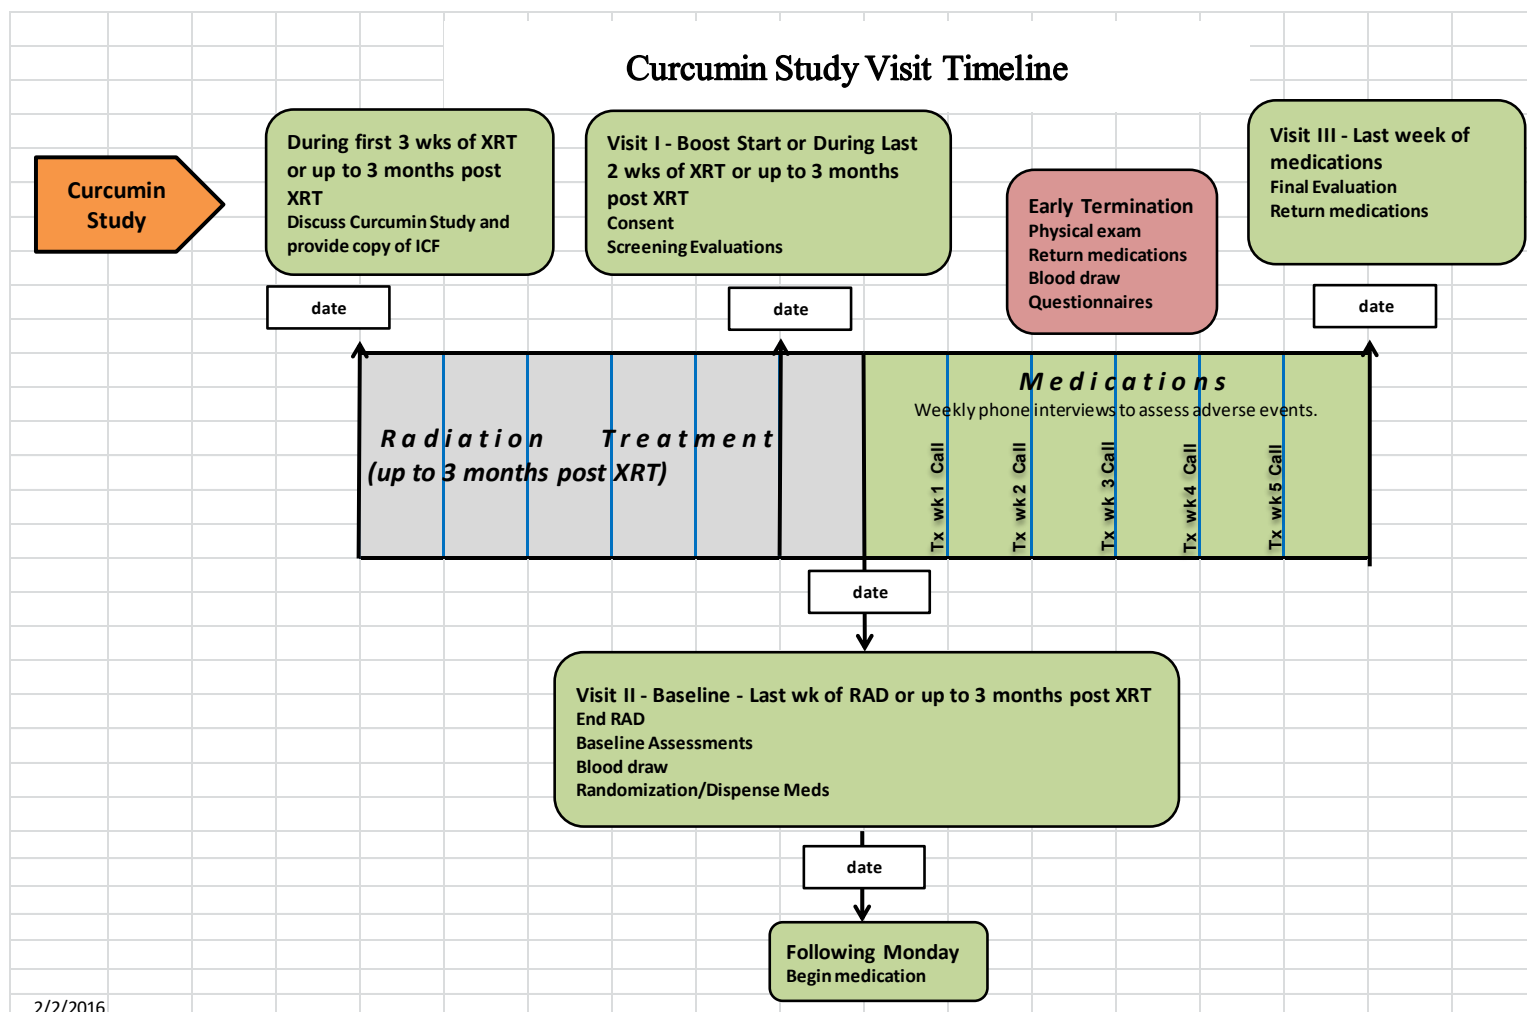 Curcumin Study Visit Timeline
Curcumin
Study
During first 3 wks of XRT
or up to 3 months post
XRT
Discuss Curcumin Study and
provide copy of ICF
Visit I - Boost Start or During Last
2 wks of XRT or up to 3 months
post XRT
Consent
Screening Evaluations
Early Termination
Physical exam
Return medications
Blood draw
Questionnaires
Visit III - Last week of
medications
Final Evaluation
Return medications
date
date
date
Radiation Treatment
(up to 3 months post XRT)
Medications
Weekly phone interviews to assess adverse events.
Tx wk 1 Call
Tx wk 2 Call
Tx wk 3 Call
Tx wk 4 Call
Tx wk 5 Call
date
Visit II - Baseline - Last wk of RAD or up to 3 months post XRT
End RAD
Baseline Assessments
Blood draw
Randomization/Dispense Meds
date
Following Monday
Begin medication
2/2/2016